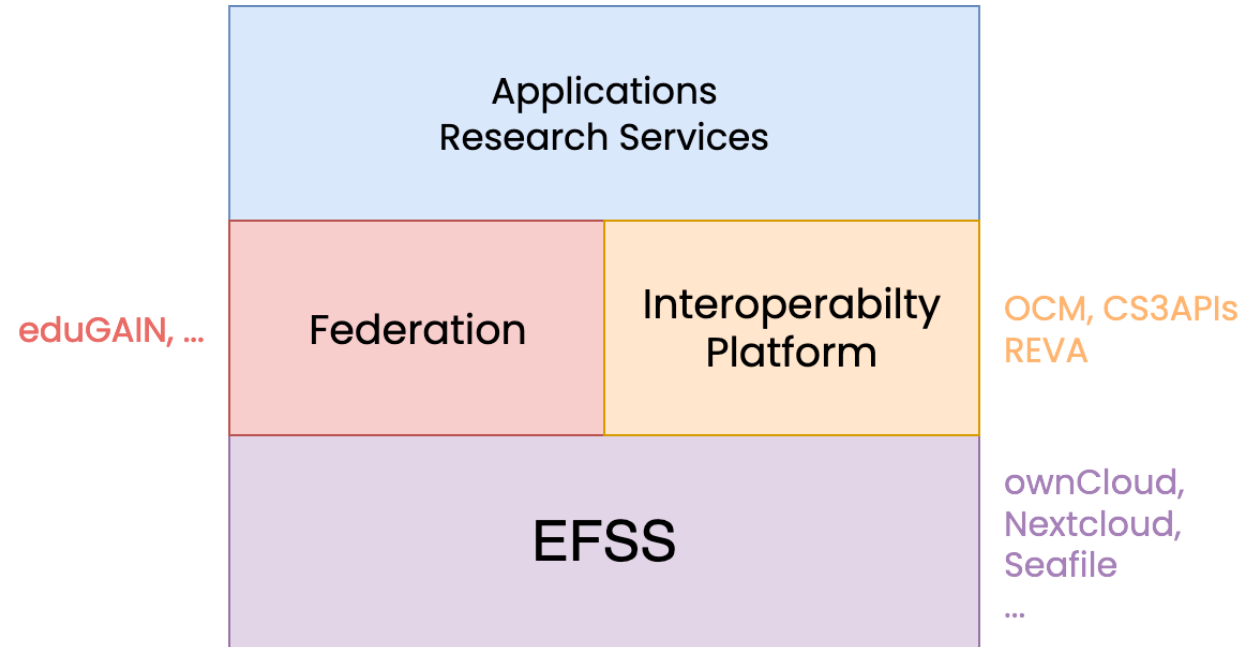 Applications
Research Services
eduGAIN, ...
Federation
Interoperabilty
Platform
OCM, CS3APIs
REVA
EFSS
ownCloud,
Nextcloud,
Seafile
...